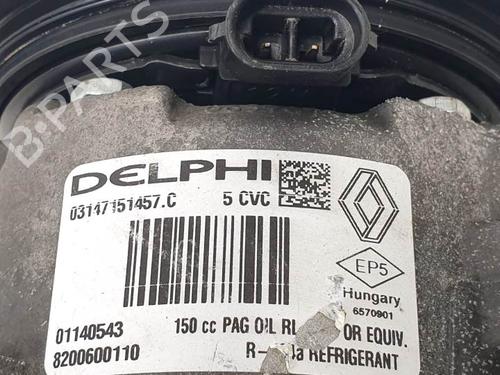 B-PARTS
DELPHI
03147151457.C 5 CVC
EP5
Hungary
6570901
01140543 150 cc PAG OIL OR EQUIV.
8200600110 REFRIGERANT